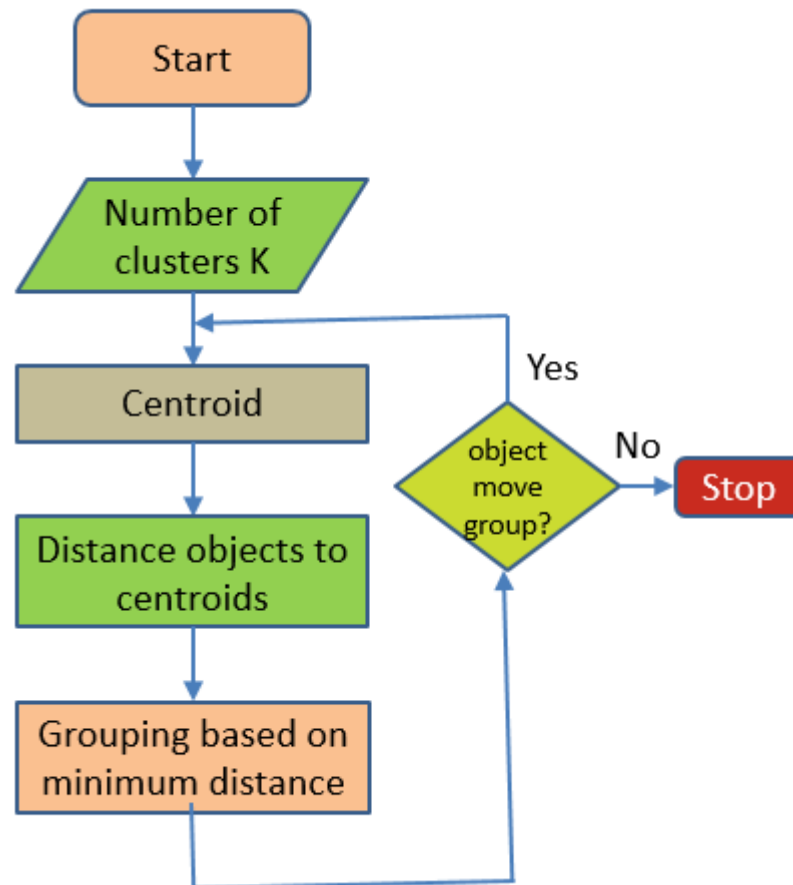 Start
Number of
clusters K
Centroid
Distance objects to
centroids
Grouping based on
minimum distance
object
move
group?
Yes
No
Stop